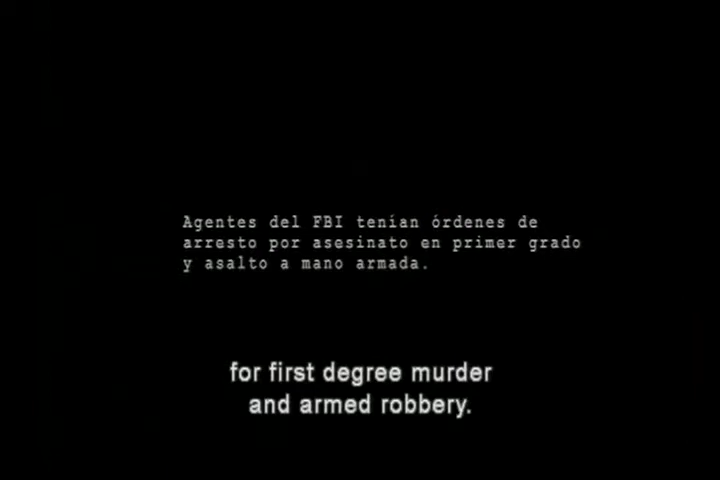 Agentes del FBI tenían órdenes de
arresto por asesinato en primer grado
y asalto a mano armada.
for first degree murder
and armed robbery.